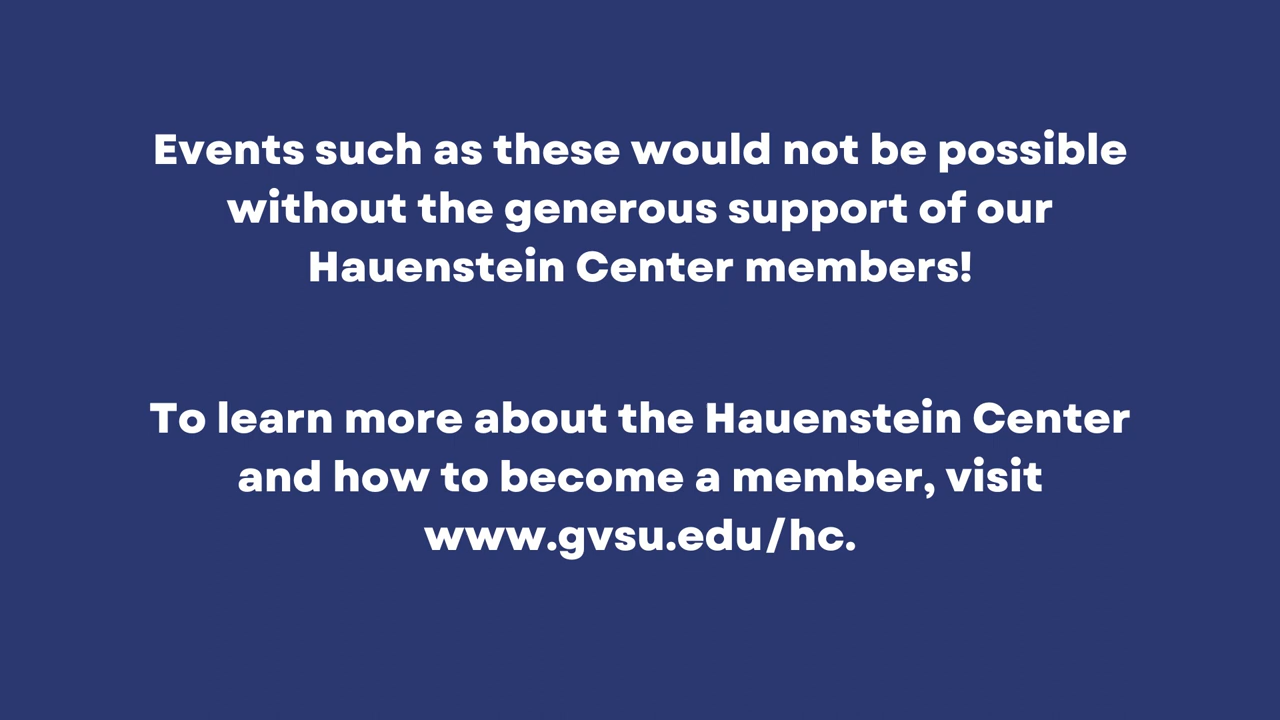 Events such as these would not be possible
without the generous support of our
Hauenstein Center members!
To learn more about the Hauenstein Center
and how to become a member, visit
www.gvsu.edu/hc.